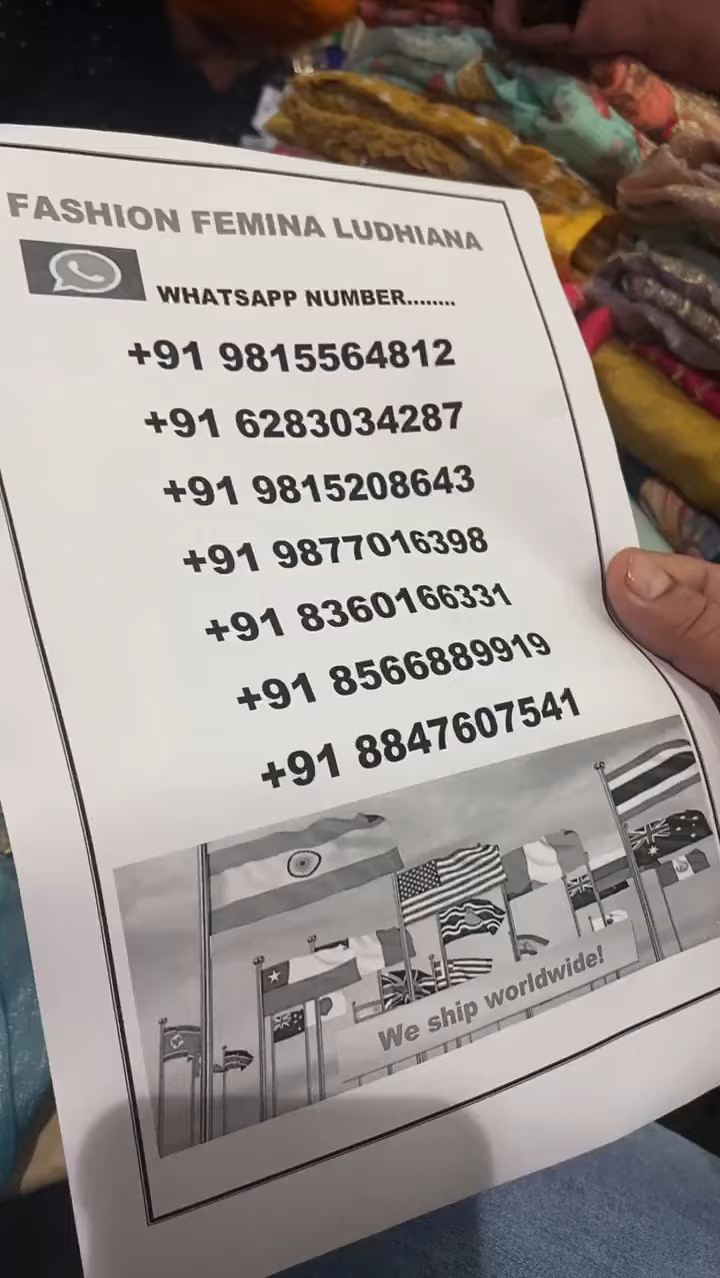 FASHION FEMINA LUDHIANA
WHATSAPP NUMBER........
+91 9815564812
+91 6283034287
+91 9815208643
+91 9877016398
+91 8360166331
+91 8566889919
+91 8847607541
We ship worldwide!